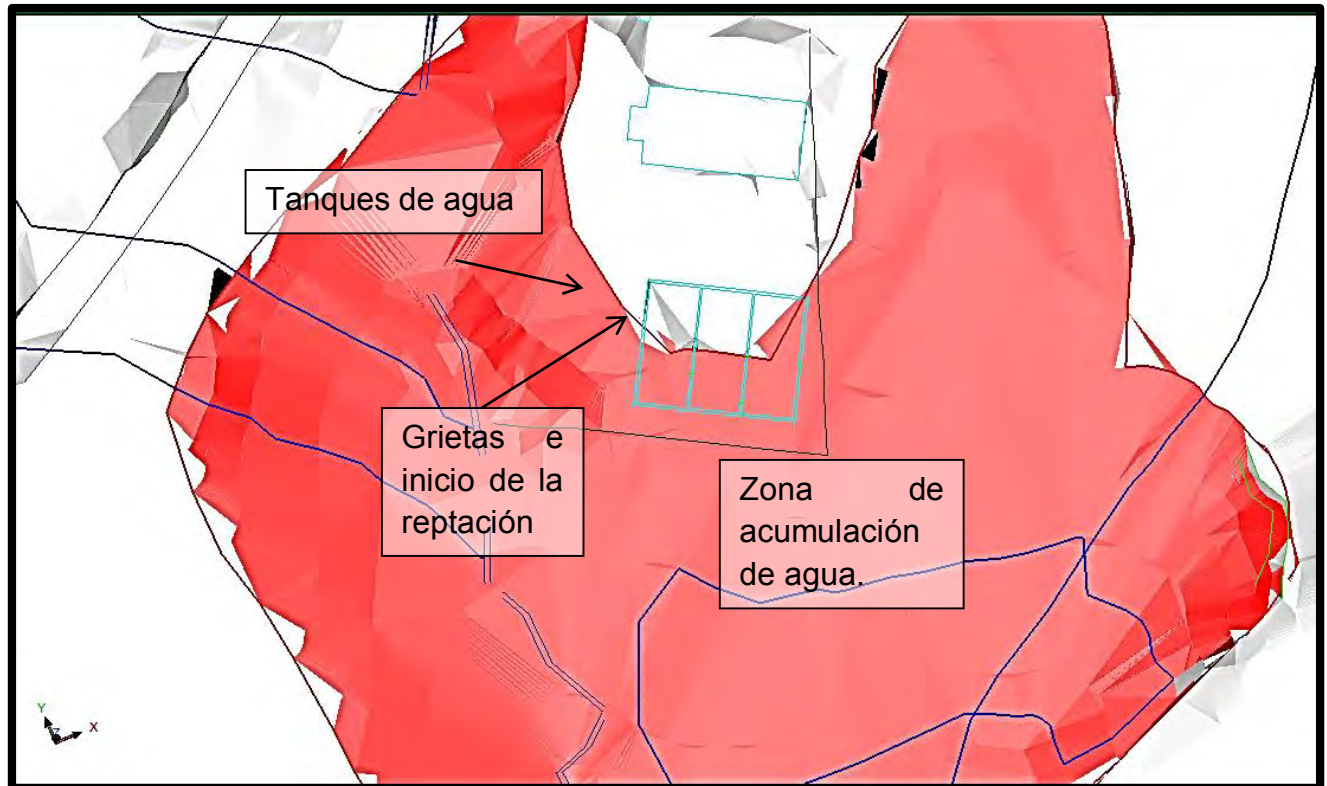 Tanques de agua
Grietas e
inicio de la
reptación
Zona de
acumulación
de agua.
Y
Z
X